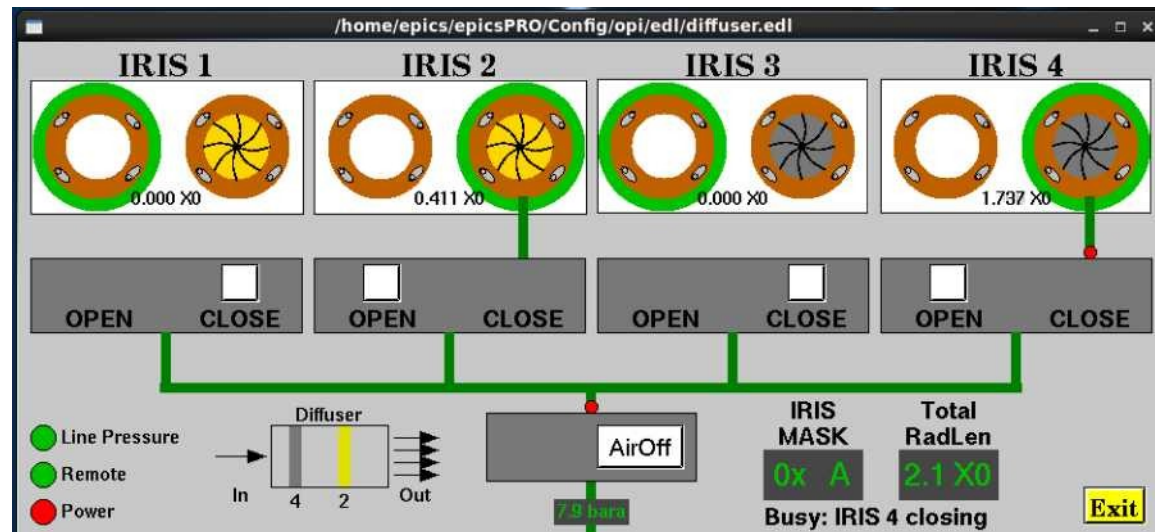 /home/epics/epicsPRO/Config/opi/edl/diffuser.edl
IRIS 1
IRIS 2
IRIS 3
IRIS 4
0.000 X0
0.411 X0
0.000 X0
1.737 X0
OPEN CLOSE
OPEN CLOSE
OPEN CLOSE
OPEN CLOSE
Line Pressure
Remote
Power
Diffuser
In
4
2
Out
AirOff
7.9 bara
IRIS
MASK
0x A
Total
RadLen
2.1 X0
Busy: IRIS 4 closing
Exit